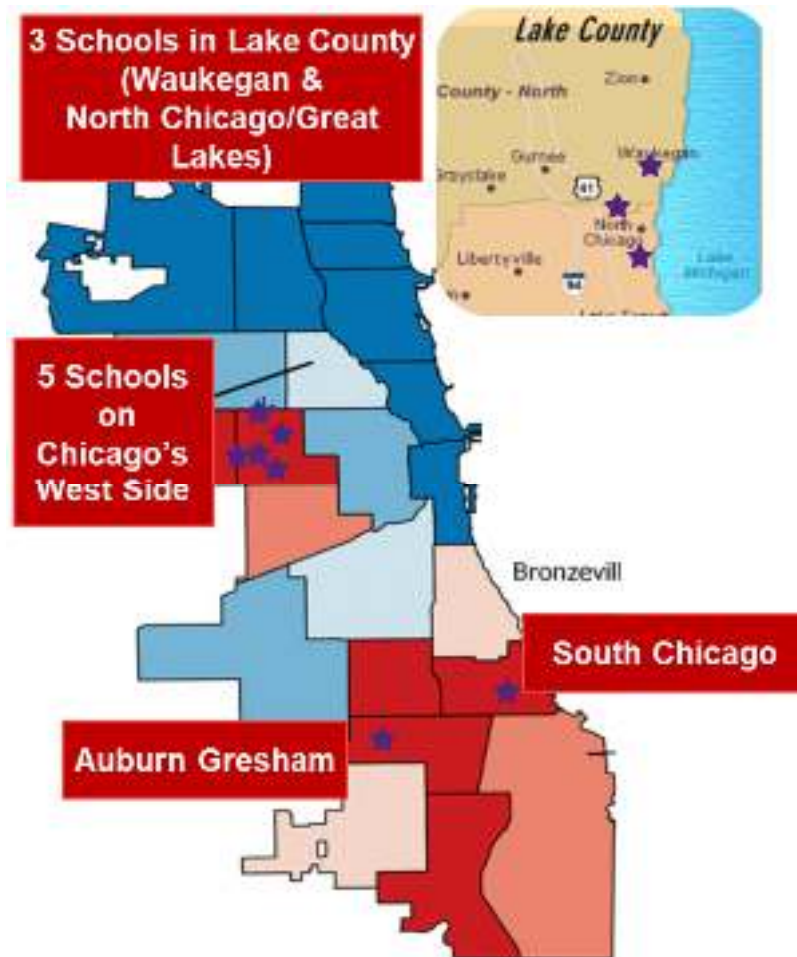 3 Schools in Lake County
(Waukegan &
North Chicago/Great
Lakes)
Lake County
Zion
County - North
Waukegan
Gurnee
Grayslake
41
North
Chicago
Libertyville
94
Lake
Michigan
5 Schools
on
Chicago's
West Side
Bronzevill
South Chicago
Auburn Gresham